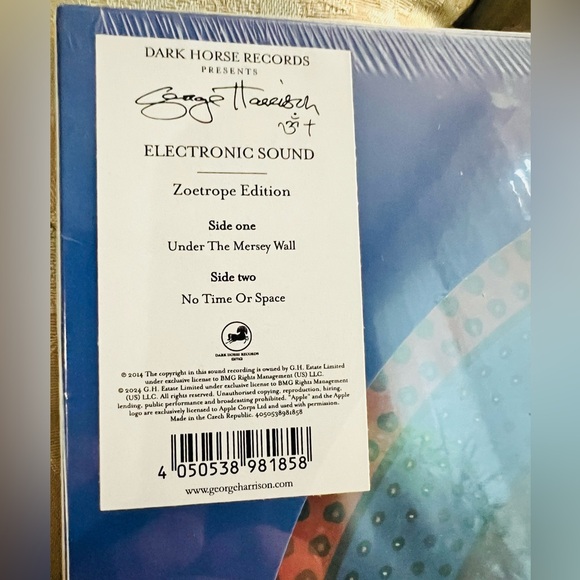 DARK HORSE RECORDS
PRESENTS
George Harrison
ॐ †
ELECTRONIC SOUND
Zoetrope Edition
Side one
Under The Mersey Wall
Side two
No Time Or Space
DARK HORSE RECORDS
℗ 2014 The copyright in this sound recording is owned by G.H. Estate Limited
under exclusive license to BMG Rights Management (US) LLC.
© 2024 G.H. Estate Limited under exclusive license to BMG Rights Management
(US) LLC. All rights reserved. Unauthorised copying, reproduction, hiring,
lending, public performance and broadcasting prohibited. "Apple" and the Apple
logo are exclusively licensed to Apple Corps Ltd and used with permission.
Made in the Czech Republic. 4050538981858
4 050538 981858
www.georgeharrison.com